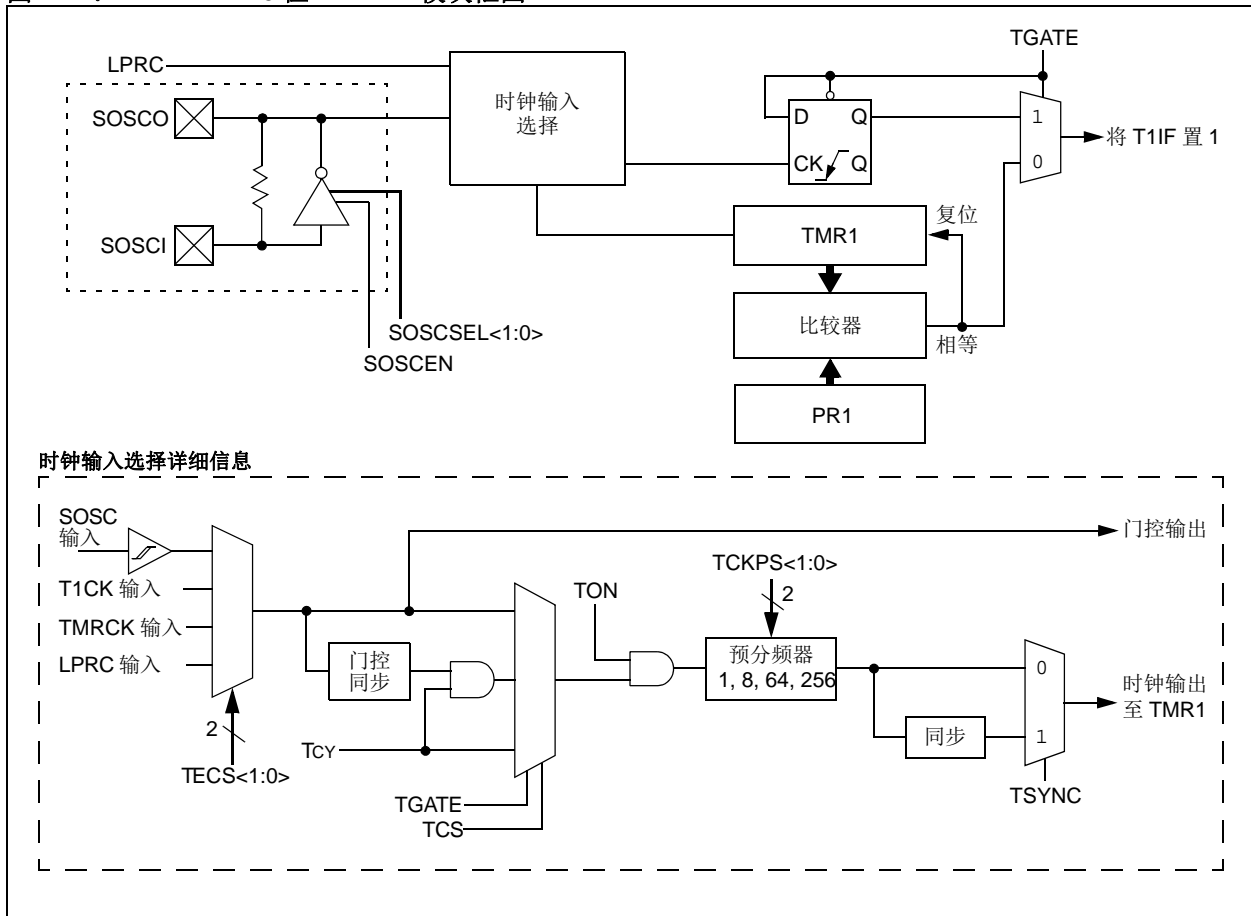 TGATE
LPRC
时钟输入
选择
SOSCO
D
Q
1
将 T1IF 置 1
CK
Q
0
复位
SOSCI
TMR1
比较器
相等
SOSCSEL<1:0>
SOSCEN
PR1
时钟输入选择详细信息
SOSC
输入
门控输出
T1CK 输入
TCKPS<1:0>
TON
2
TMRCK 输入
门控
同步
预分频器
1, 8, 64, 256
0
LPRC 输入
时钟输出
至 TMR1
2
TCY
同步
1
TECS<1:0>
TGATE
TSYNC
TCS